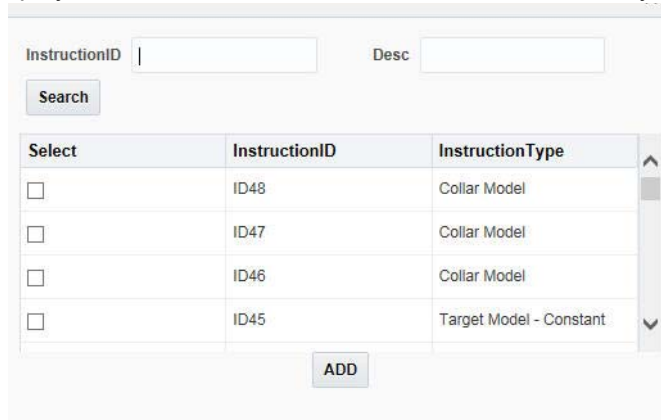 InstructionID Desc
Search
Select InstructionID InstructionType
ID48 Collar Model
ID47 Collar Model
ID46 Collar Model
ID45 Target Model - Constant
ADD